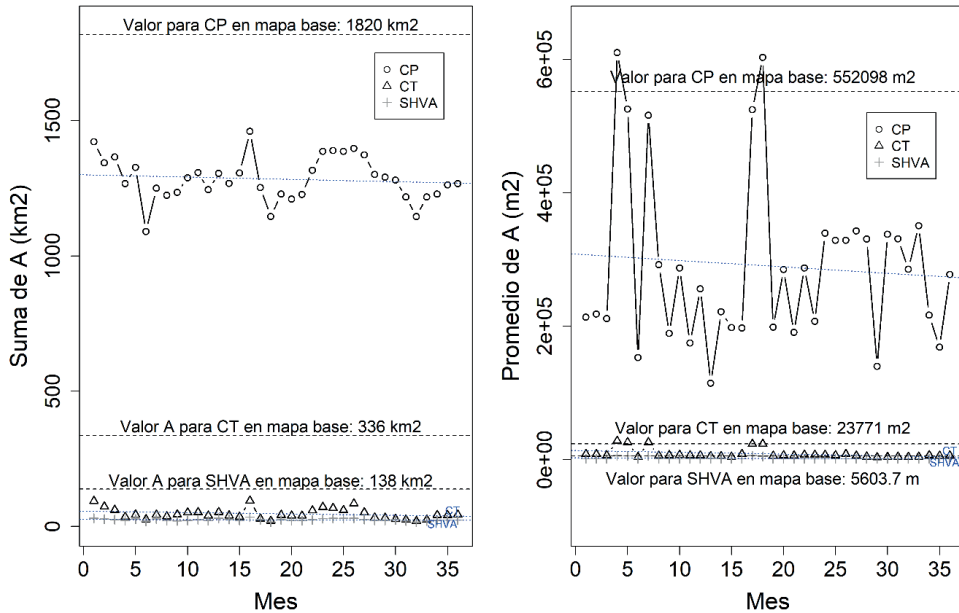 Valor para CP en mapa base: 1820 km2
CP
CT
SHVA
Valor A para CT en mapa base: 336 km2
Valor A para SHVA en mapa base: 138 km2
CT
SHVA
Suma de A (km2)
0
500
1000
1500
0
5
10
15
20
25
30
35
Mes
Valor para CP en mapa base: 552098 m2
CP
CT
SHVA
Valor para CT en mapa base: 23771 m2
CT
SHVA
Valor para SHVA en mapa base: 5603.7 m
Promedio de A (m2)
0e+00
2e+05
4e+05
6e+05
0
5
10
15
20
25
30
35
Mes